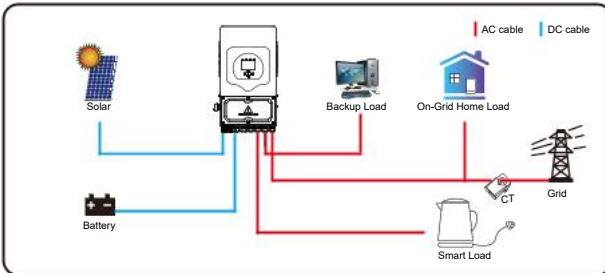 AC cable
DC cable
Solar
Backup Load
On-Grid Home Load
Battery
CT
Grid
Smart Load